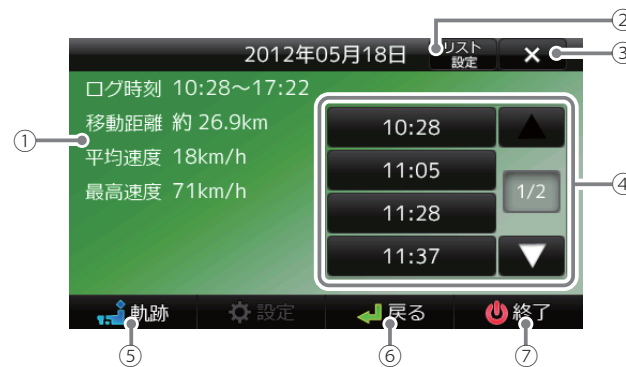 ②
2012年05月18日
リスト
設定
×
③
ログ時刻 10:28～17:22
移動距離 約 26.9km
平均速度 18km/h
最高速度 71km/h
①
10:28
11:05
11:28
11:37
1/2
④
軌跡
設定
戻る
終了
⑤
⑥
⑦